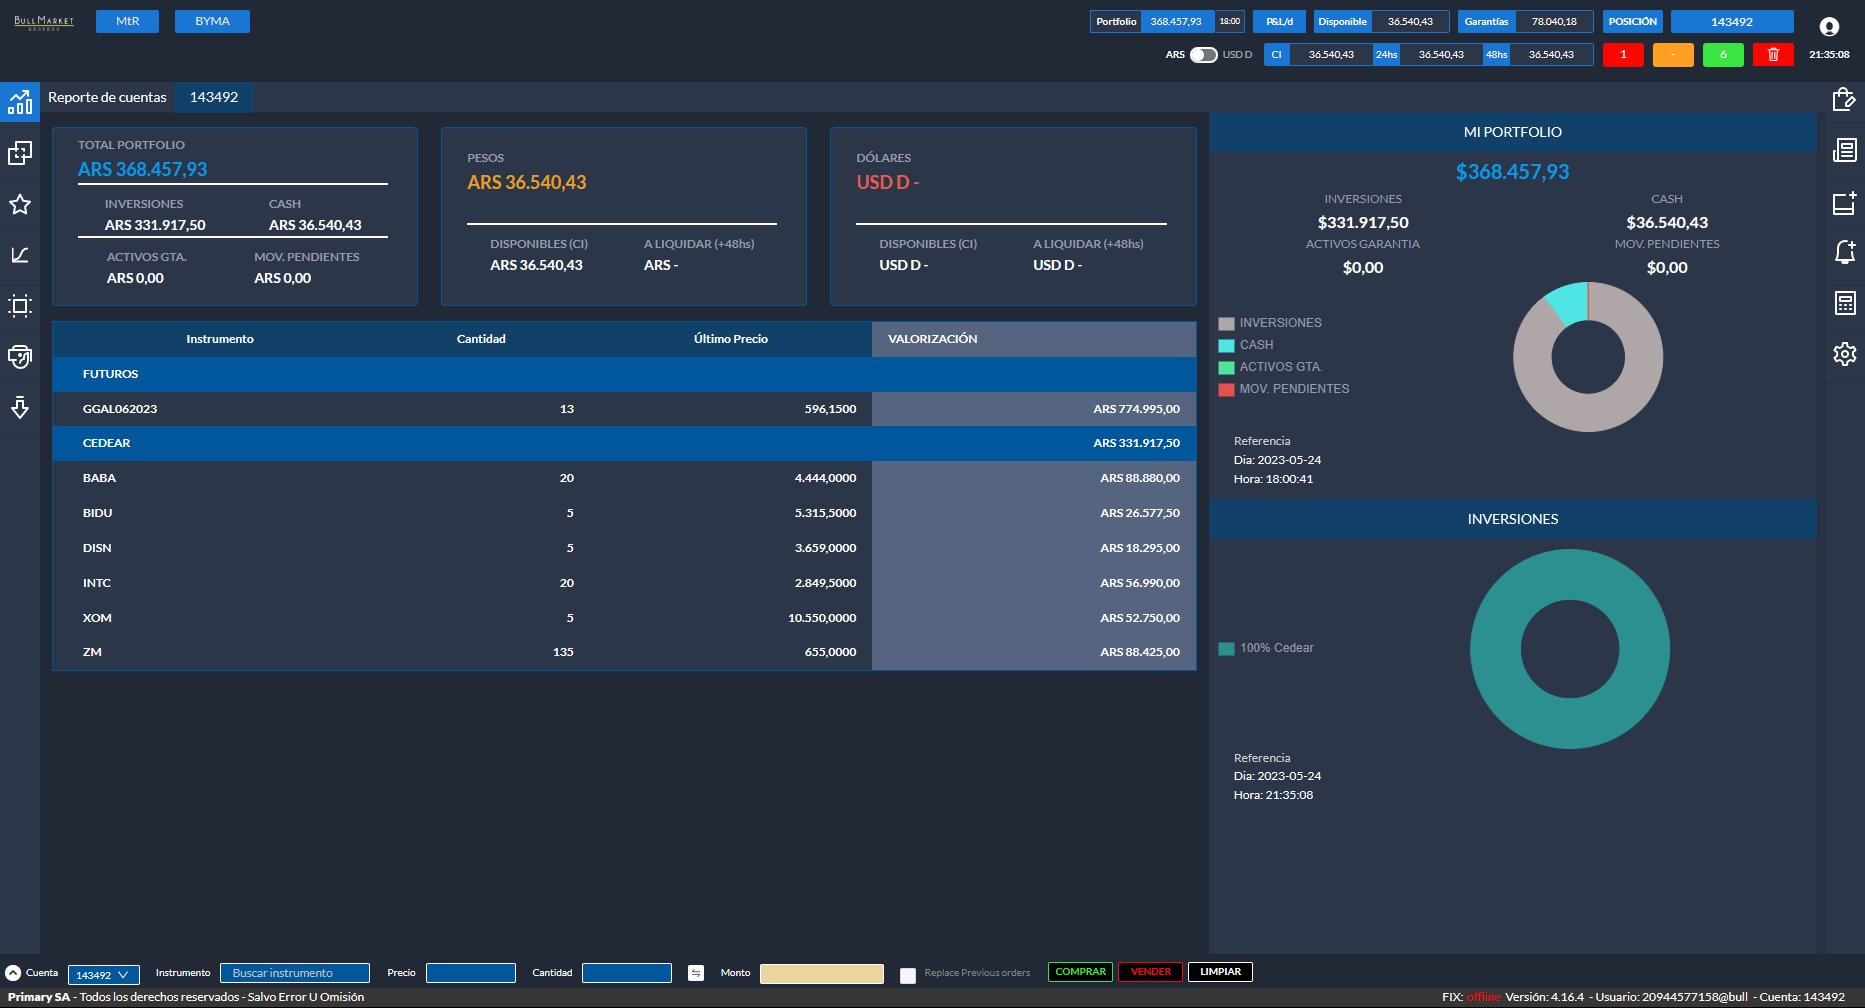 BULLMARKET
BROKERS
MtR
BYMA
Portfolio 368.457,93 18:00
P&L/d
Disponible 36.540,43
Garantías 78.040,18
POSICIÓN
143492
ARS USD D
CI 36.540,43 24hs 36.540,43 48hs 36.540,43
1
-
6
21:35:08
Reporte de cuentas 143492
TOTAL PORTFOLIO
ARS 368.457,93
INVERSIONES CASH
ARS 331.917,50 ARS 36.540,43
ACTIVOS GTA. MOV. PENDIENTES
ARS 0,00 ARS 0,00
PESOS
ARS 36.540,43
DISPONIBLES (CI) A LIQUIDAR (+48hs)
ARS 36.540,43 ARS -
DÓLARES
USD D -
DISPONIBLES (CI) A LIQUIDAR (+48hs)
USD D - USD D -
Instrumento Cantidad Último Precio VALORIZACIÓN
FUTUROS
GGAL062023 13 596,1500 ARS 774.995,00
CEDEAR ARS 331.917,50
BABA 20 4.444,0000 ARS 88.880,00
BIDU 5 5.315,5000 ARS 26.577,50
DISN 5 3.659,0000 ARS 18.295,00
INTC 20 2.849,5000 ARS 56.990,00
XOM 5 10.550,0000 ARS 52.750,00
ZM 135 655,0000 ARS 88.425,00
MI PORTFOLIO
$368.457,93
INVERSIONES CASH
$331.917,50 $36.540,43
ACTIVOS GARANTIA MOV. PENDIENTES
$0,00 $0,00
INVERSIONES
CASH
ACTIVOS GTA.
MOV. PENDIENTES
Referencia
Dia: 2023-05-24
Hora: 18:00:41
INVERSIONES
100% Cedear
Referencia
Dia: 2023-05-24
Hora: 21:35:08
Cuenta 143492 Instrumento Buscar instrumento Precio Cantidad Monto Replace Previous orders COMPRAR VENDER LIMPIAR
Primary SA - Todos los derechos reservados - Salvo Error U Omisión
FIX: offline Versión: 4.16.4 - Usuario: 20944577158@bull - Cuenta: 143492